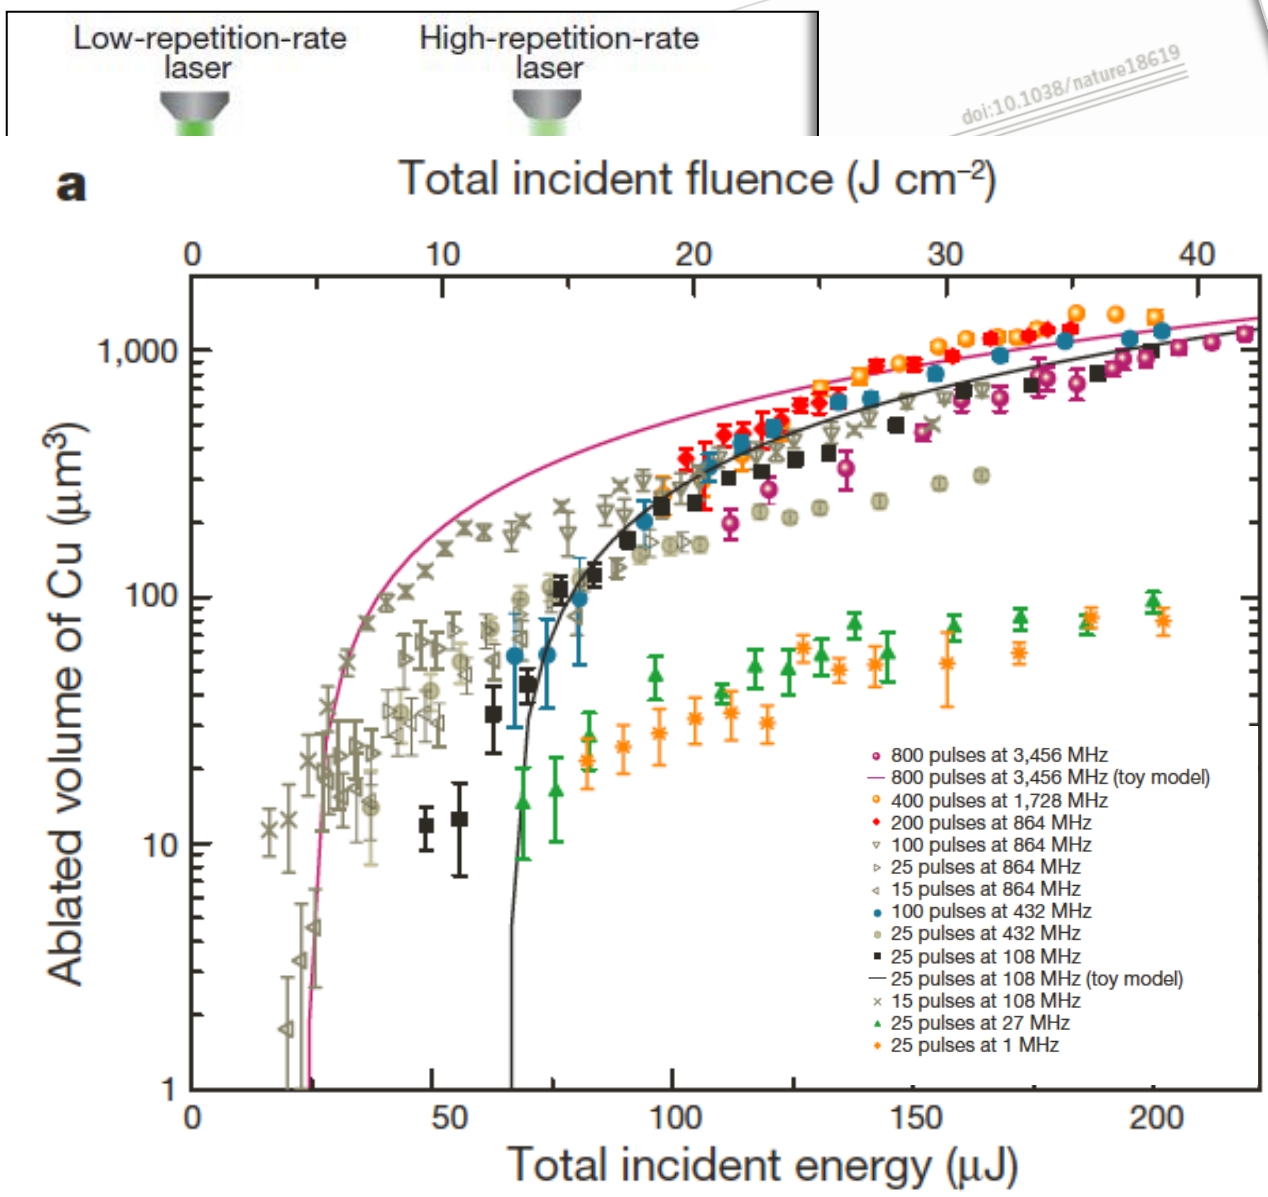 Low-repetition-rate
laser
High-repetition-rate
laser
doi:10.1038/nature18619
a
Total incident fluence (J cm–2)
0 10 20 30 40
1,000
100
10
1
Ablated volume of Cu (μm3)
800 pulses at 3,456 MHz
800 pulses at 3,456 MHz (toy model)
400 pulses at 1,728 MHz
200 pulses at 864 MHz
100 pulses at 864 MHz
25 pulses at 864 MHz
15 pulses at 864 MHz
100 pulses at 432 MHz
25 pulses at 432 MHz
25 pulses at 108 MHz
25 pulses at 108 MHz (toy model)
15 pulses at 108 MHz
25 pulses at 27 MHz
25 pulses at 1 MHz
0 50 100 150 200
Total incident energy (μJ)